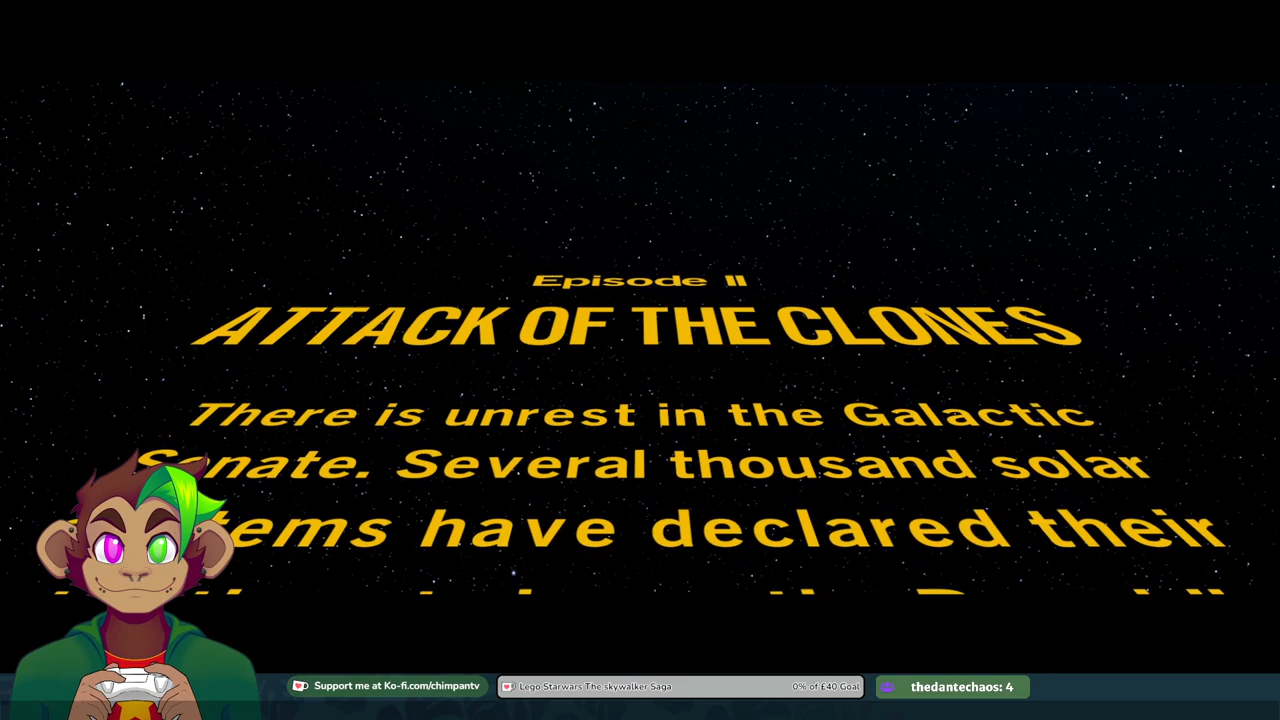 Episode II
ATTACK OF THE CLONES
There is unrest in the Galactic
Senate. Several thousand solar
have declared their
Support me at Ko-fi.com/chimpantv
Lego Starwars The skywalker Saga
0% of £40 Goal
thedantechaos: 4